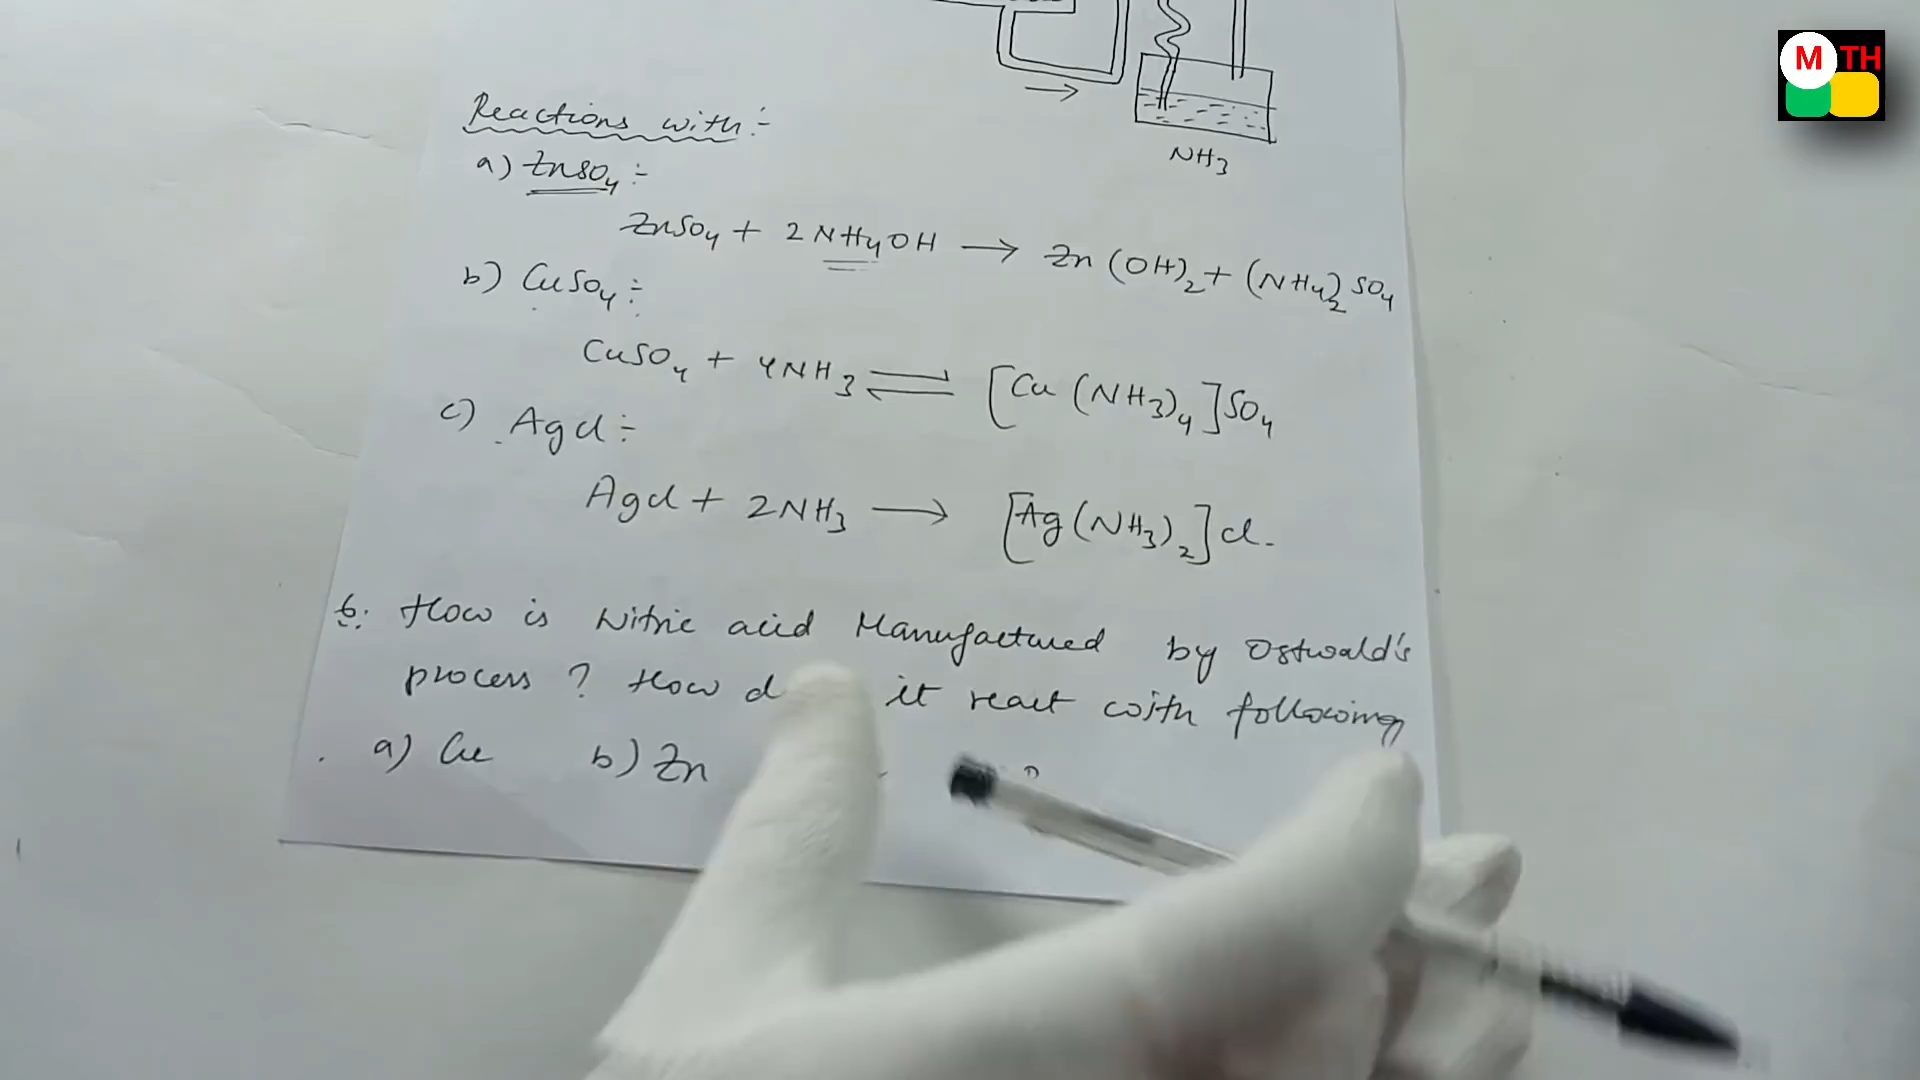 M TH
NH3
Reactions with:-
a) ZnSO4 :-
ZnSO4 + 2NH4OH → Zn(OH)2 + (NH4)2SO4
b) CuSO4 :-
CuSO4 + 4NH3 ⇌ [Cu(NH3)4]SO4
c) AgCl :-
AgCl + 2NH3 → [Ag(NH3)2]Cl.
6. How is Nitric acid Manufactured by Ostwald's
process ? How it react with following
a) Cu b) Zn